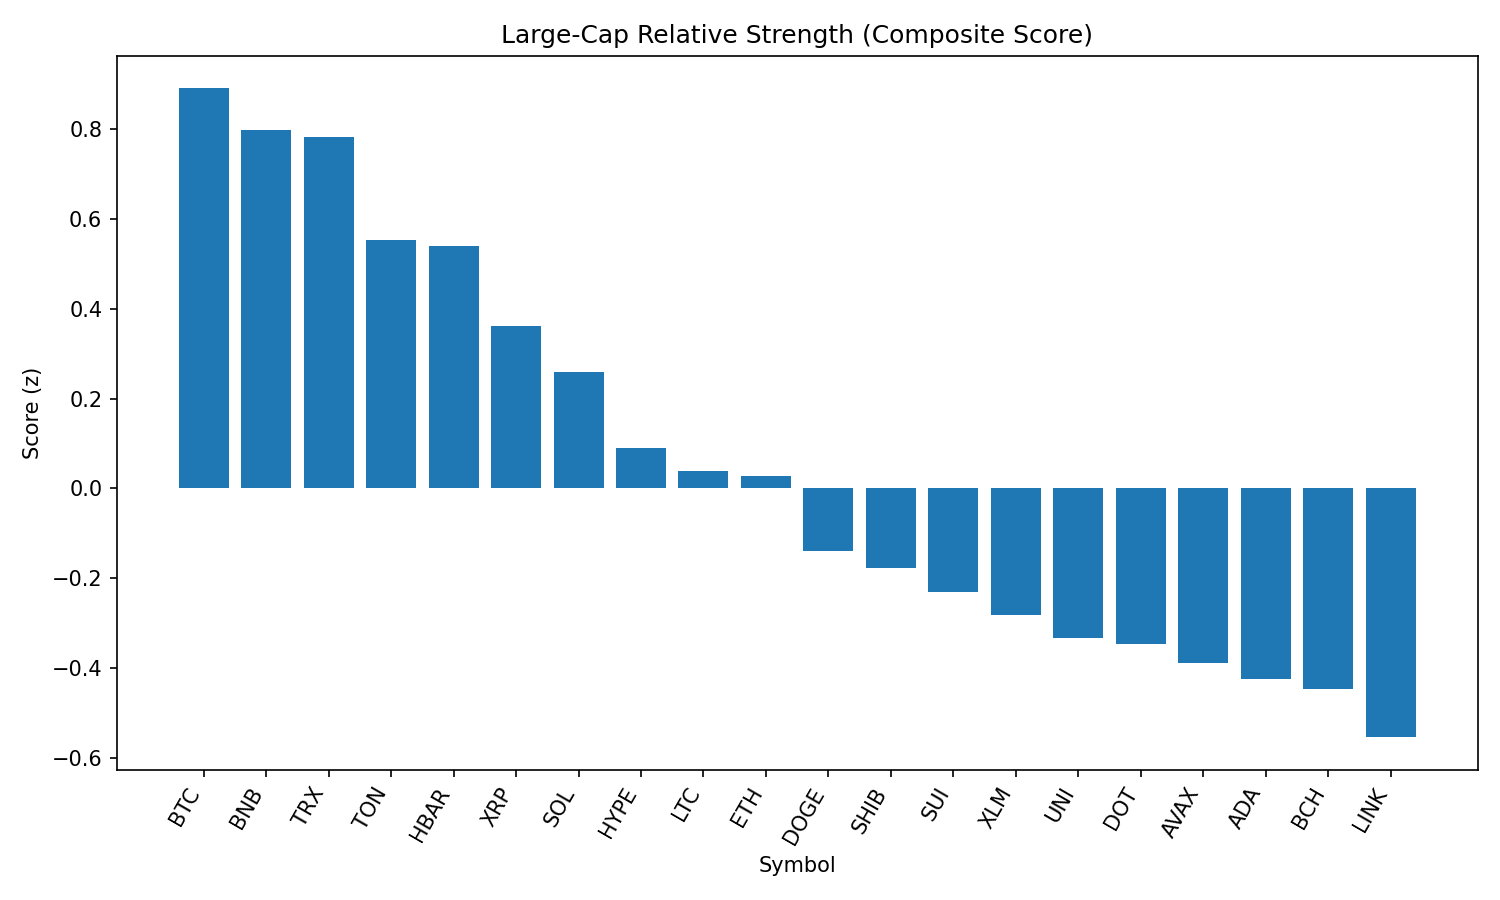 Large-Cap Relative Strength (Composite Score)
Score (z)
0.8
0.6
0.4
0.2
0.0
−0.2
−0.4
−0.6
BTC
BNB
TRX
TON
HBAR
XRP
SOL
HYPE
LTC
ETH
DOGE
SHIB
SUI
XLM
UNI
DOT
AVAX
ADA
BCH
LINK
Symbol